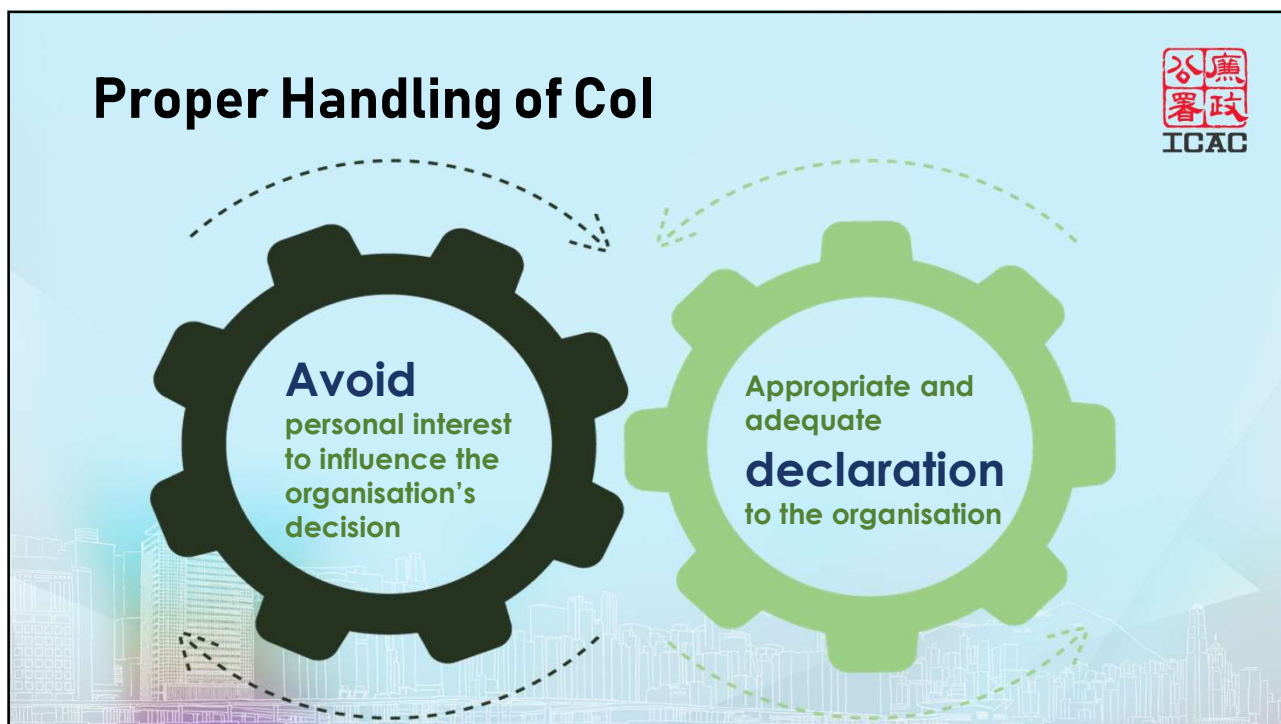 Proper Handling of CoI
廉政
公署
ICAC
Avoid
personal interest
to influence the
organisation's
decision
Appropriate and
adequate
declaration
to the organisation